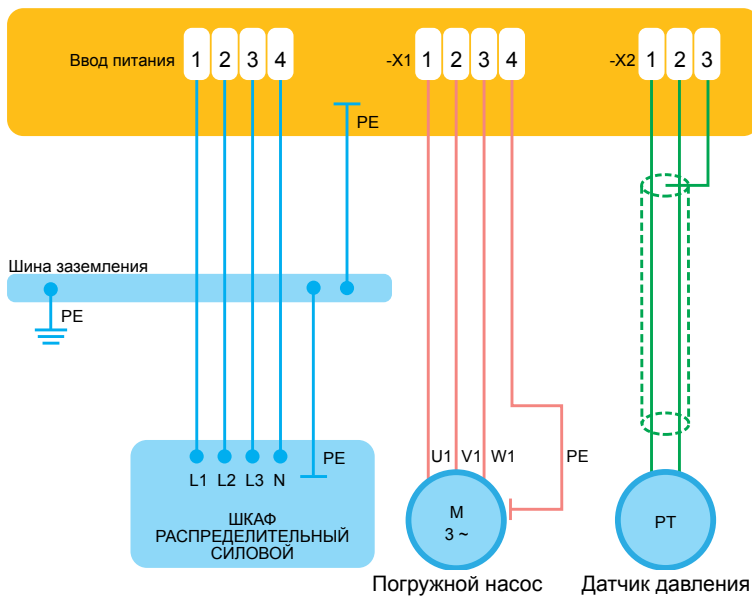 Ввод питания 1 2 3 4
-X1 1 2 3 4
-X2 1 2 3
PE
Шина заземления
PE
U1 V1 W1 PE
PE
L1 L2 L3 N
ШКАФ
РАСПРЕДЕЛИТЕЛЬНЫЙ
СИЛОВОЙ
M
3 ~
PT
Погружной насос
Датчик давления